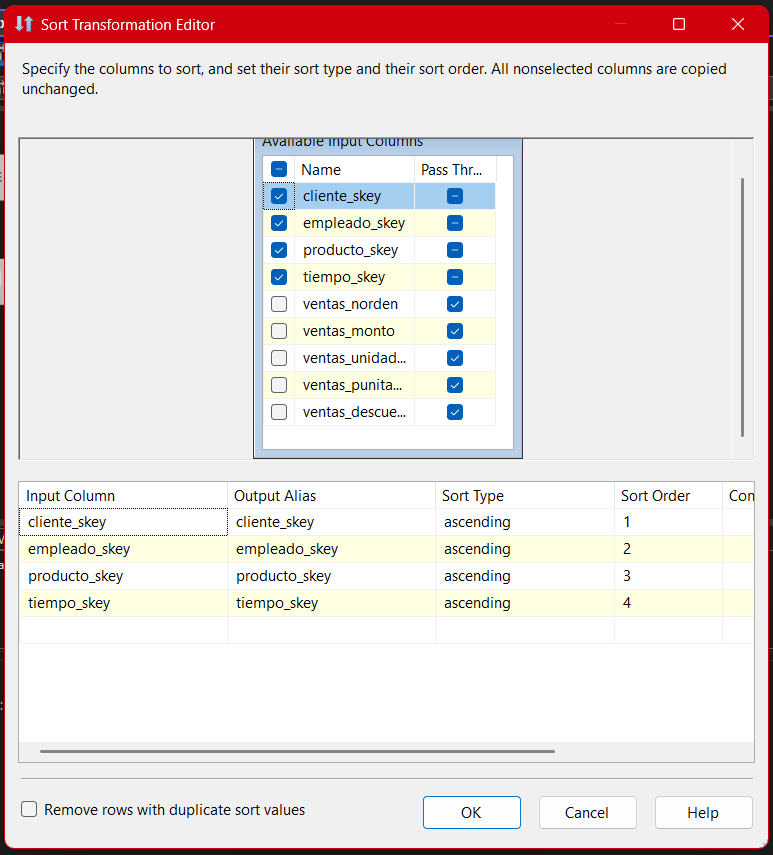 Sort Transformation Editor
Specify the columns to sort, and set their sort type and their sort order. All nonselected columns are copied
unchanged.
Available Input Columns
Name Pass Thr...
cliente_skey
empleado_skey
producto_skey
tiempo_skey
ventas_norden
ventas_monto
ventas_unidad...
ventas_punita...
ventas_descue...
Input Column Output Alias Sort Type Sort Order Con
cliente_skey cliente_skey ascending 1
empleado_skey empleado_skey ascending 2
producto_skey producto_skey ascending 3
tiempo_skey tiempo_skey ascending 4
Remove rows with duplicate sort values
OK Cancel Help